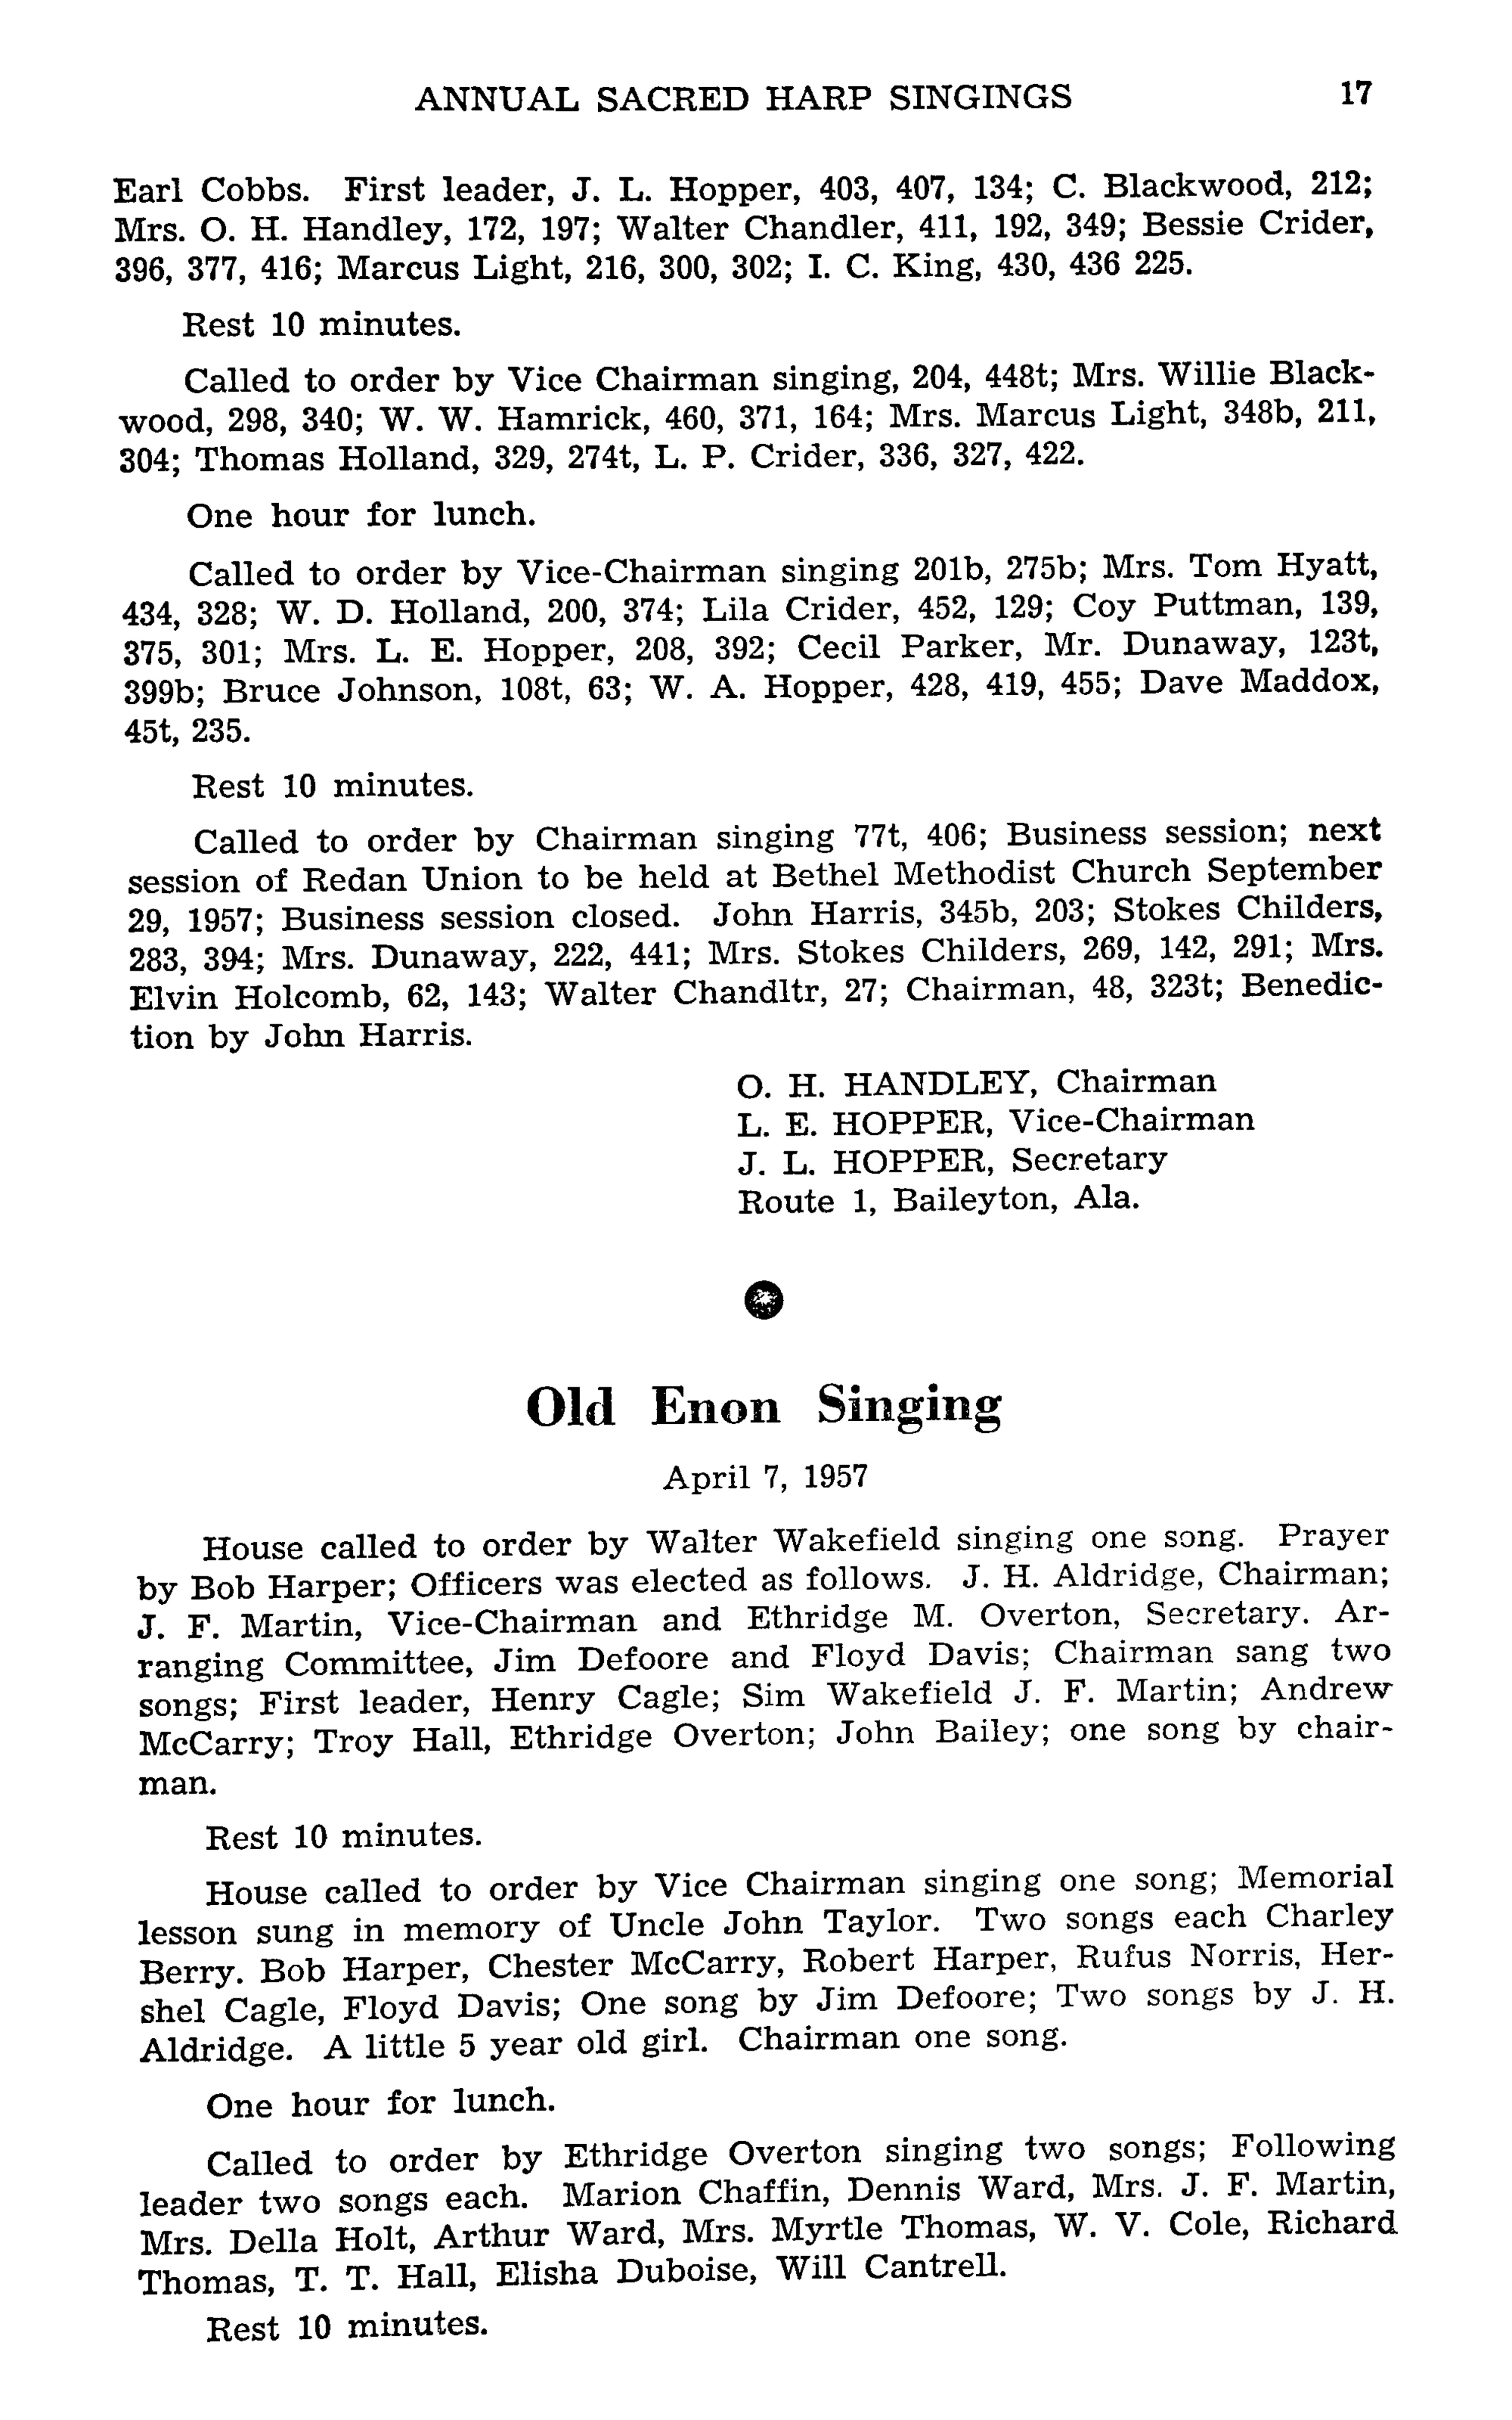 ANNUAL SACRED HARP SINGINGS 17
Earl Cobbs. First leader, J. L. Hopper, 403, 407, 134; C. Blackwood, 212;
Mrs. O. H. Handley, 172, 197; Walter Chandler, 411, 192, 349; Bessie Crider,
396, 377, 416; Marcus Light, 216, 300, 302; I. C. King, 430, 436 225.
Rest 10 minutes.
Called to order by Vice Chairman singing, 204, 448t; Mrs. Willie Black-
wood, 298, 340; W. W. Hamrick, 460, 371, 164; Mrs. Marcus Light, 348b, 211,
304; Thomas Holland, 329, 274t, L. P. Crider, 336, 327, 422.
One hour for lunch.
Called to order by Vice-Chairman singing 201b, 275b; Mrs. Tom Hyatt,
434, 328; W. D. Holland, 200, 374; Lila Crider, 452, 129; Coy Puttman, 139,
375, 301; Mrs. L. E. Hopper, 208, 392; Cecil Parker, Mr. Dunaway, 123t,
399b; Bruce Johnson, 108t, 63; W. A. Hopper, 428, 419, 455; Dave Maddox,
45t, 235.
Rest 10 minutes.
Called to order by Chairman singing 77t, 406; Business session; next
session of Redan Union to be held at Bethel Methodist Church September
29, 1957; Business session closed. John Harris, 345b, 203; Stokes Childers,
283, 394; Mrs. Dunaway, 222, 441; Mrs. Stokes Childers, 269, 142, 291; Mrs.
Elvin Holcomb, 62, 143; Walter Chandltr, 27; Chairman, 48, 323t; Benedic-
tion by John Harris.
O. H. HANDLEY, Chairman
L. E. HOPPER, Vice-Chairman
J. L. HOPPER, Secretary
Route 1, Baileyton, Ala.
Old Enon Singing
April 7, 1957
House called to order by Walter Wakefield singing one song. Prayer
by Bob Harper; Officers was elected as follows. J. H. Aldridge, Chairman;
J. F. Martin, Vice-Chairman and Ethridge M. Overton, Secretary. Ar-
ranging Committee, Jim Defoore and Floyd Davis; Chairman sang two
songs; First leader, Henry Cagle; Sim Wakefield J. F. Martin; Andrew
McCarry; Troy Hall, Ethridge Overton; John Bailey; one song by chair-
man.
Rest 10 minutes.
House called to order by Vice Chairman singing one song; Memorial
lesson sung in memory of Uncle John Taylor. Two songs each Charley
Berry. Bob Harper, Chester McCarry, Robert Harper, Rufus Norris, Her-
shel Cagle, Floyd Davis; One song by Jim Defoore; Two songs by J. H.
Aldridge. A little 5 year old girl. Chairman one song.
One hour for lunch.
Called to order by Ethridge Overton singing two songs; Following
leader two songs each. Marion Chaffin, Dennis Ward, Mrs. J. F. Martin,
Mrs. Della Holt, Arthur Ward, Mrs. Myrtle Thomas, W. V. Cole, Richard
Thomas, T. T. Hall, Elisha Duboise, Will Cantrell.
Rest 10 minutes.